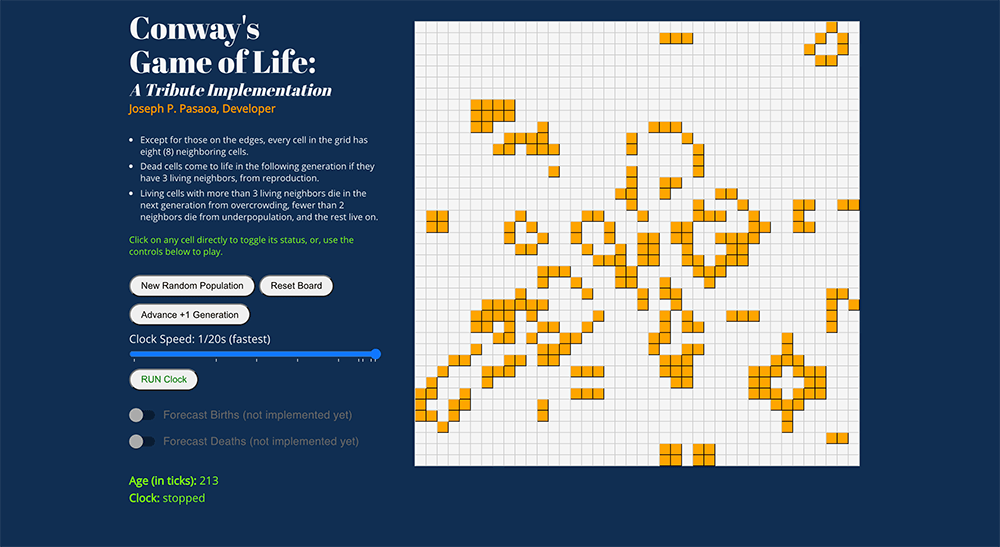 Conway's
Game of Life:
A Tribute Implementation
Joseph P. Pasaoa, Developer
Except for those on the edges, every cell in the grid has
eight (8) neighboring cells.
Dead cells come to life in the following generation if they
have 3 living neighbors, from reproduction.
Living cells with more than 3 living neighbors die in the
next generation from overcrowding, fewer than 2
neighbors die from underpopulation, and the rest live on.
Click on any cell directly to toggle its status, or, use the
controls below to play.
New Random Population
Reset Board
Advance +1 Generation
Clock Speed: 1/20s (fastest)
RUN Clock
Forecast Births (not implemented yet)
Forecast Deaths (not implemented yet)
Age (in ticks): 213
Clock: stopped